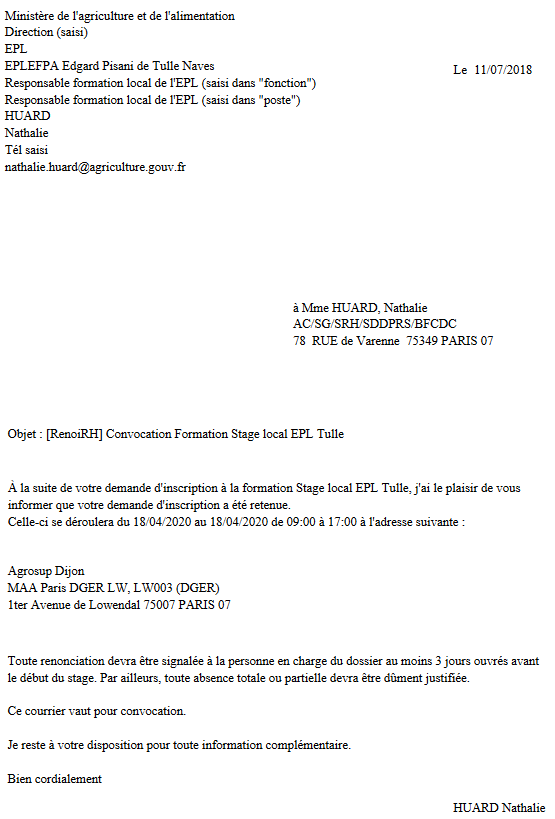 Ministère de l'agriculture et de l'alimentation
Direction (saisi)
EPL
EPLEFPA Edgard Pisani de Tulle Naves
Le 11/07/2018
Responsable formation local de l'EPL (saisi dans "fonction")
Responsable formation local de l'EPL (saisi dans "poste")
HUARD
Nathalie
Tél saisi
nathalie.huard@agriculture.gouv.fr
à Mme HUARD, Nathalie
AC/SG/SRH/SDDPRS/BFCDC
78 RUE de Varenne 75349 PARIS 07
Objet : [RenoiRH] Convocation Formation Stage local EPL Tulle
À la suite de votre demande d'inscription à la formation Stage local EPL Tulle, j'ai le plaisir de vous
informer que votre demande d'inscription a été retenue.
Celle-ci se déroulera du 18/04/2020 au 18/04/2020 de 09:00 à 17:00 à l'adresse suivante :
Agrosup Dijon
MAA Paris DGER LW, LW003 (DGER)
1ter Avenue de Lowendal 75007 PARIS 07
Toute renonciation devra être signalée à la personne en charge du dossier au moins 3 jours ouvrés avant
le début du stage. Par ailleurs, toute absence totale ou partielle devra être dûment justifiée.
Ce courrier vaut pour convocation.
Je reste à votre disposition pour toute information complémentaire.
Bien cordialement
HUARD Nathalie